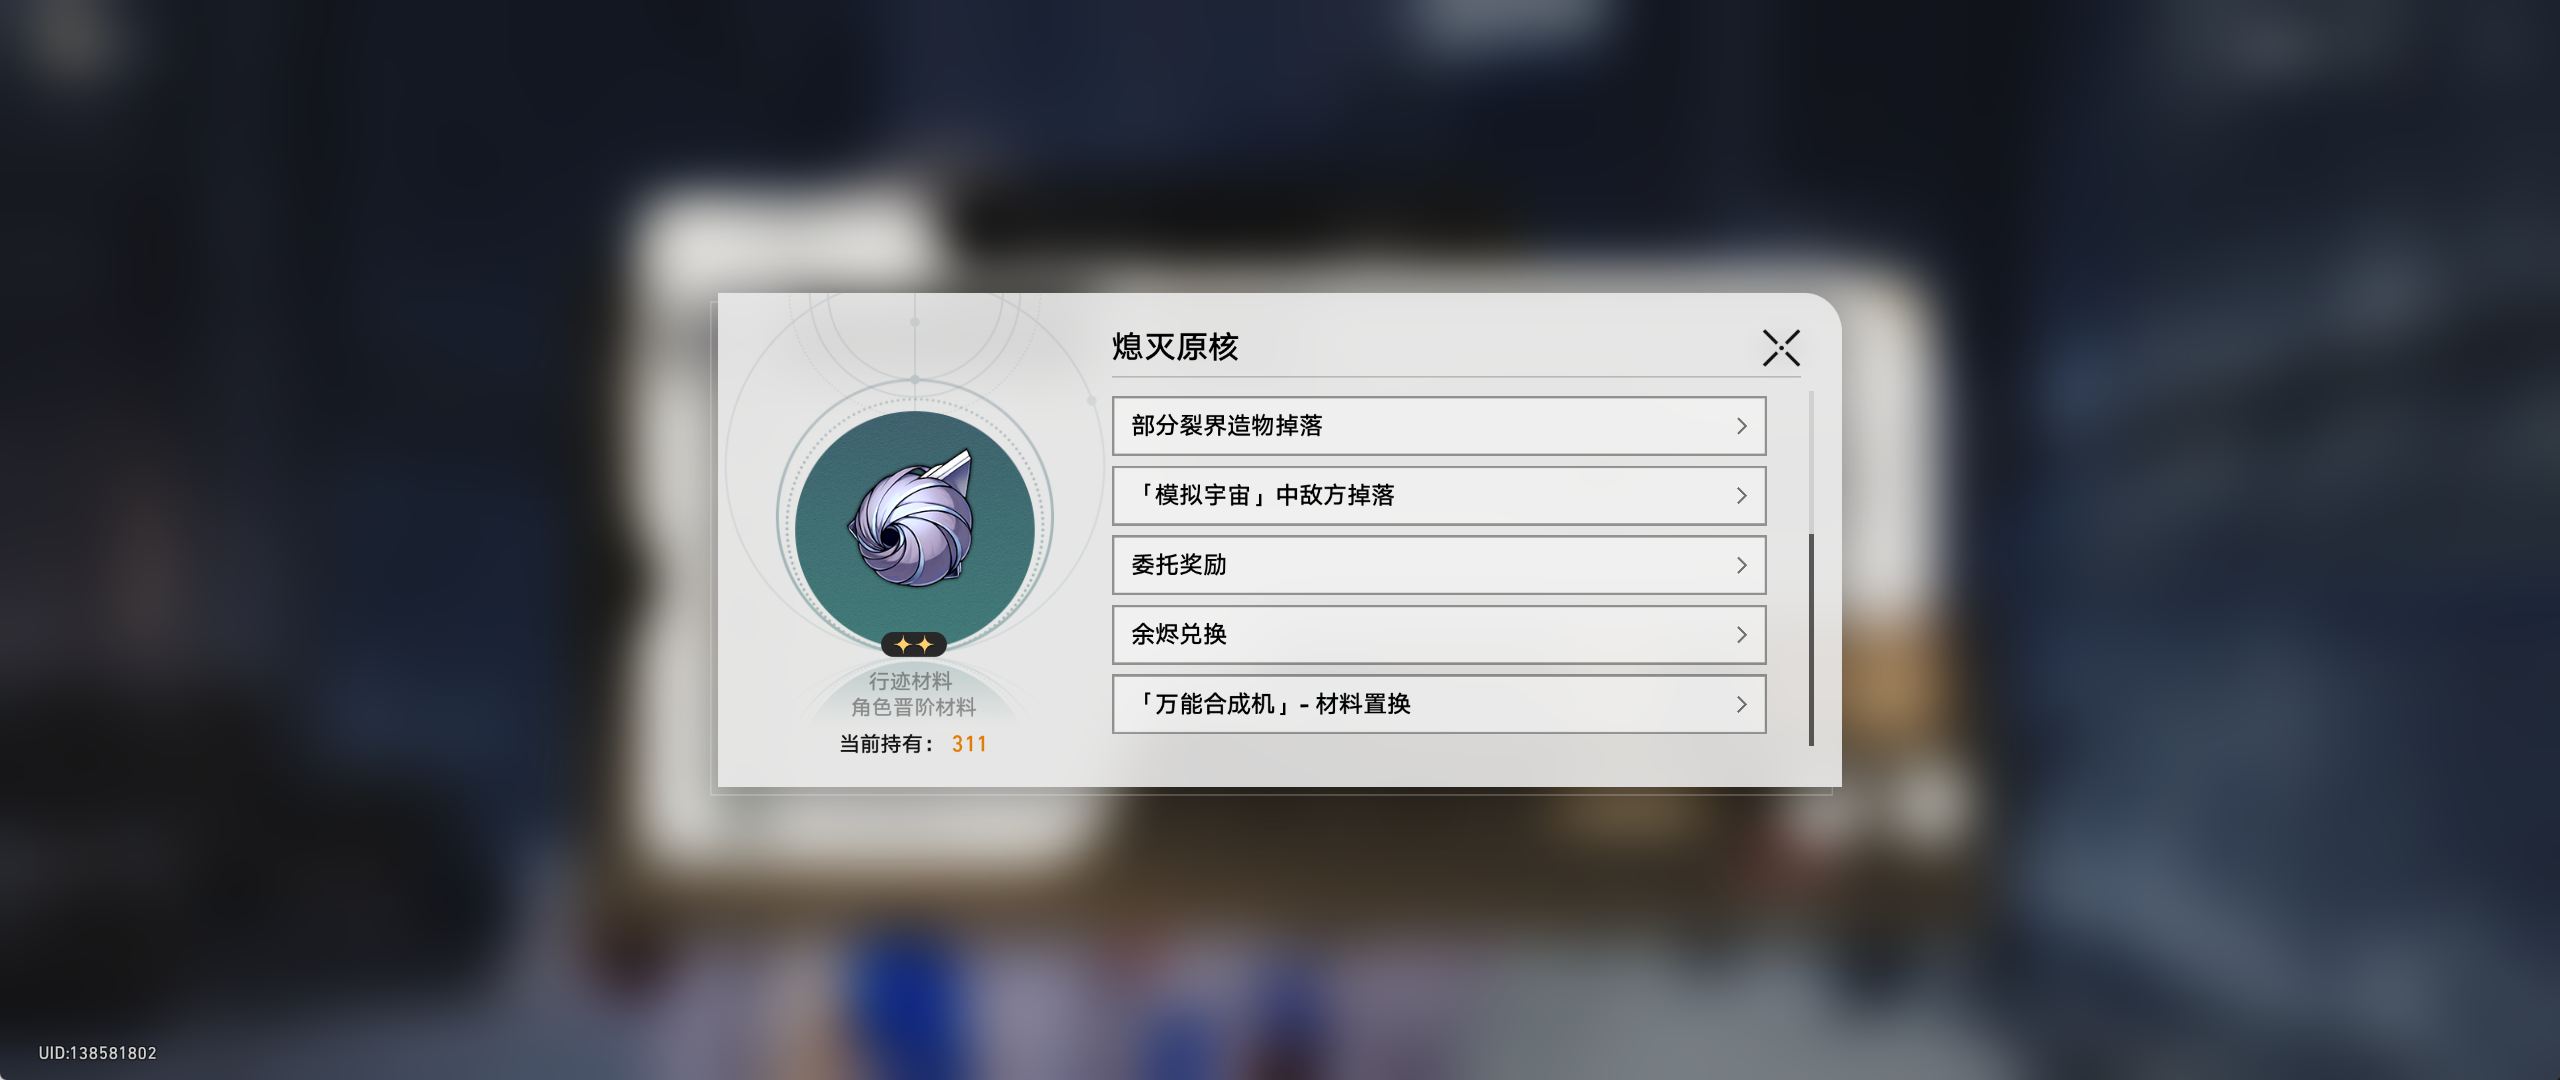 熄灭原核
部分裂界造物掉落
「模拟宇宙」中敌方掉落
委托奖励
余烬兑换
「万能合成机」- 材料置换
行迹材料
角色晋阶材料
当前持有： 311
UID:138581802